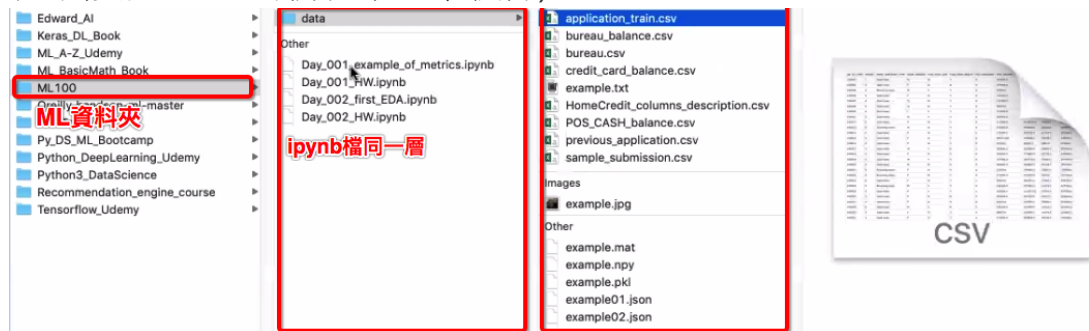 Edward_AI
Keras_DL_Book
ML_A-Z_Udemy
ML_BasicMath_Book
ML100
ML資料夾
Py_DS_ML_Bootcamp
Python_DeepLearning_Udemy
Python3_DataScience
Recommendation_engine_course
Tensorflow_Udemy
data
Other
Day_001_example_of_metrics.ipynb
Day_001_HW.ipynb
Day_002_first_EDA.ipynb
Day_002_HW.ipynb
ipynb檔同一層
application_train.csv
bureau_balance.csv
bureau.csv
credit_card_balance.csv
example.txt
HomeCredit_columns_description.csv
POS_CASH_balance.csv
previous_application.csv
sample_submission.csv
Images
example.jpg
Other
example.mat
example.npy
example.pkl
example01.json
example02.json
CSV